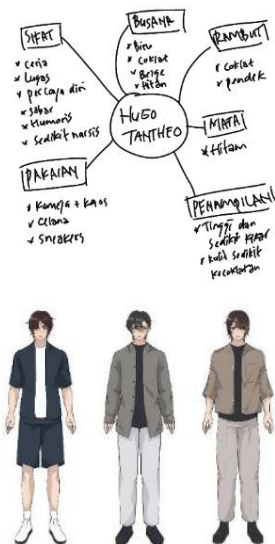 SIFAT
* Ceria
* Lugas
* percaya diri
* sabar
* Humoris
* sedikit narsis
BUSANA
* Biru
* coklat
* Beige
* Hitam
RAMBUT
* coklat
* pendek
HUGO
TANTHEO
MATA
* Hitam
PAKAIAN
* Kemeja + kaos
* Celana
* Sneakers
PENAMPILAN
* Tinggi dan
sedikit kekar
* kulit sedikit
kecoklatan